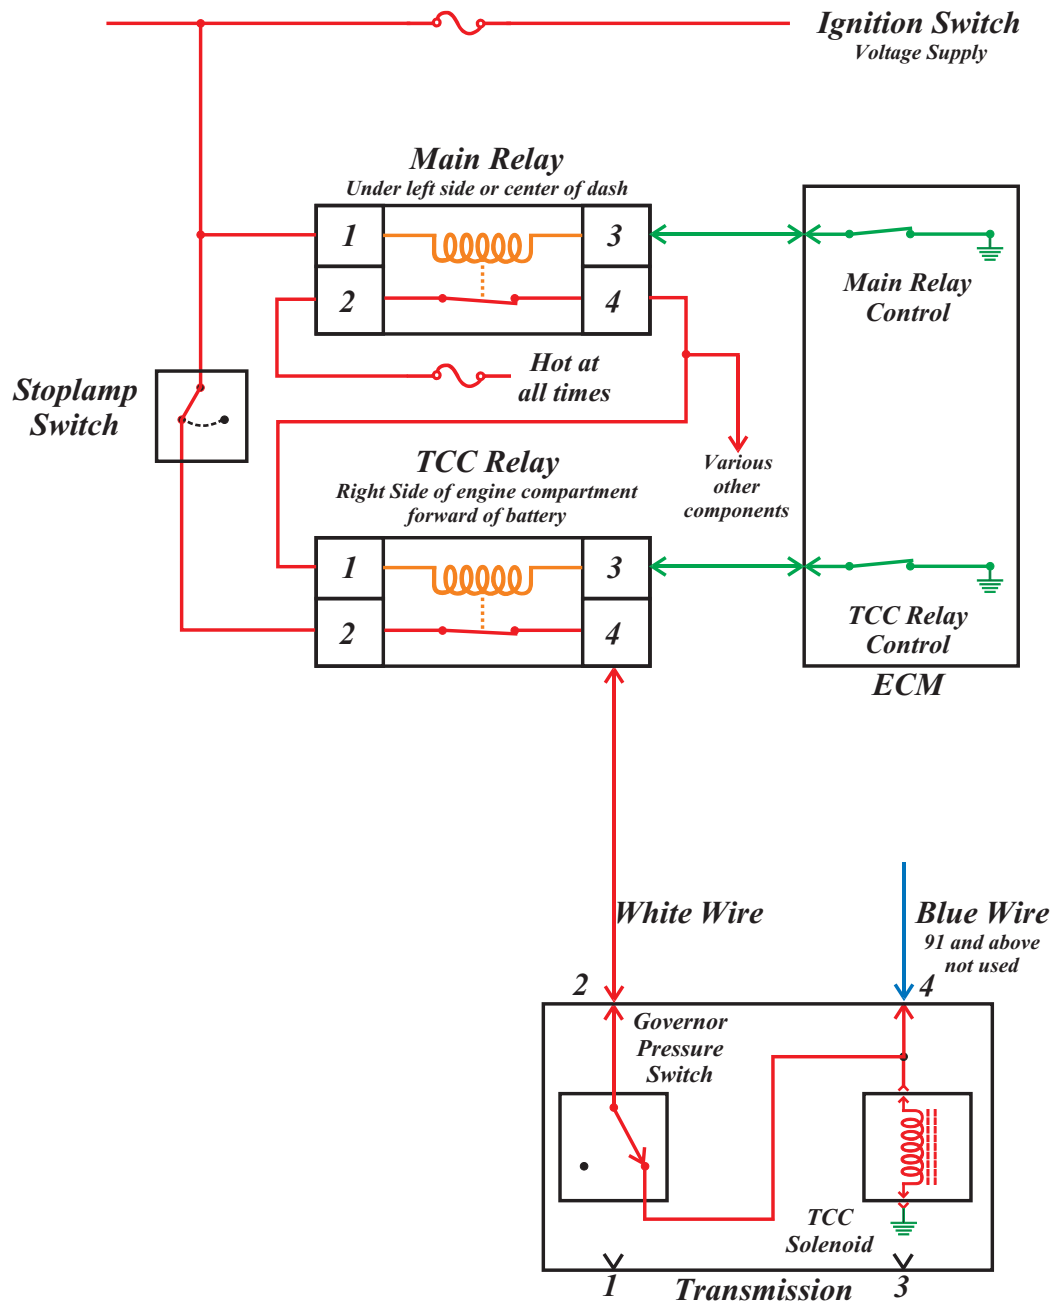 Ignition Switch
Voltage Supply
Main Relay
Under left side or center of dash
1
3
2
4
Main Relay
Control
Hot at
all times
Stoplamp
Switch
TCC Relay
Right Side of engine compartment
forward of battery
Various
other
components
1
3
2
4
TCC Relay
Control
ECM
White Wire
Blue Wire
91 and above
not used
2
4
Governor
Pressure
Switch
TCC
Solenoid
1
Transmission
3